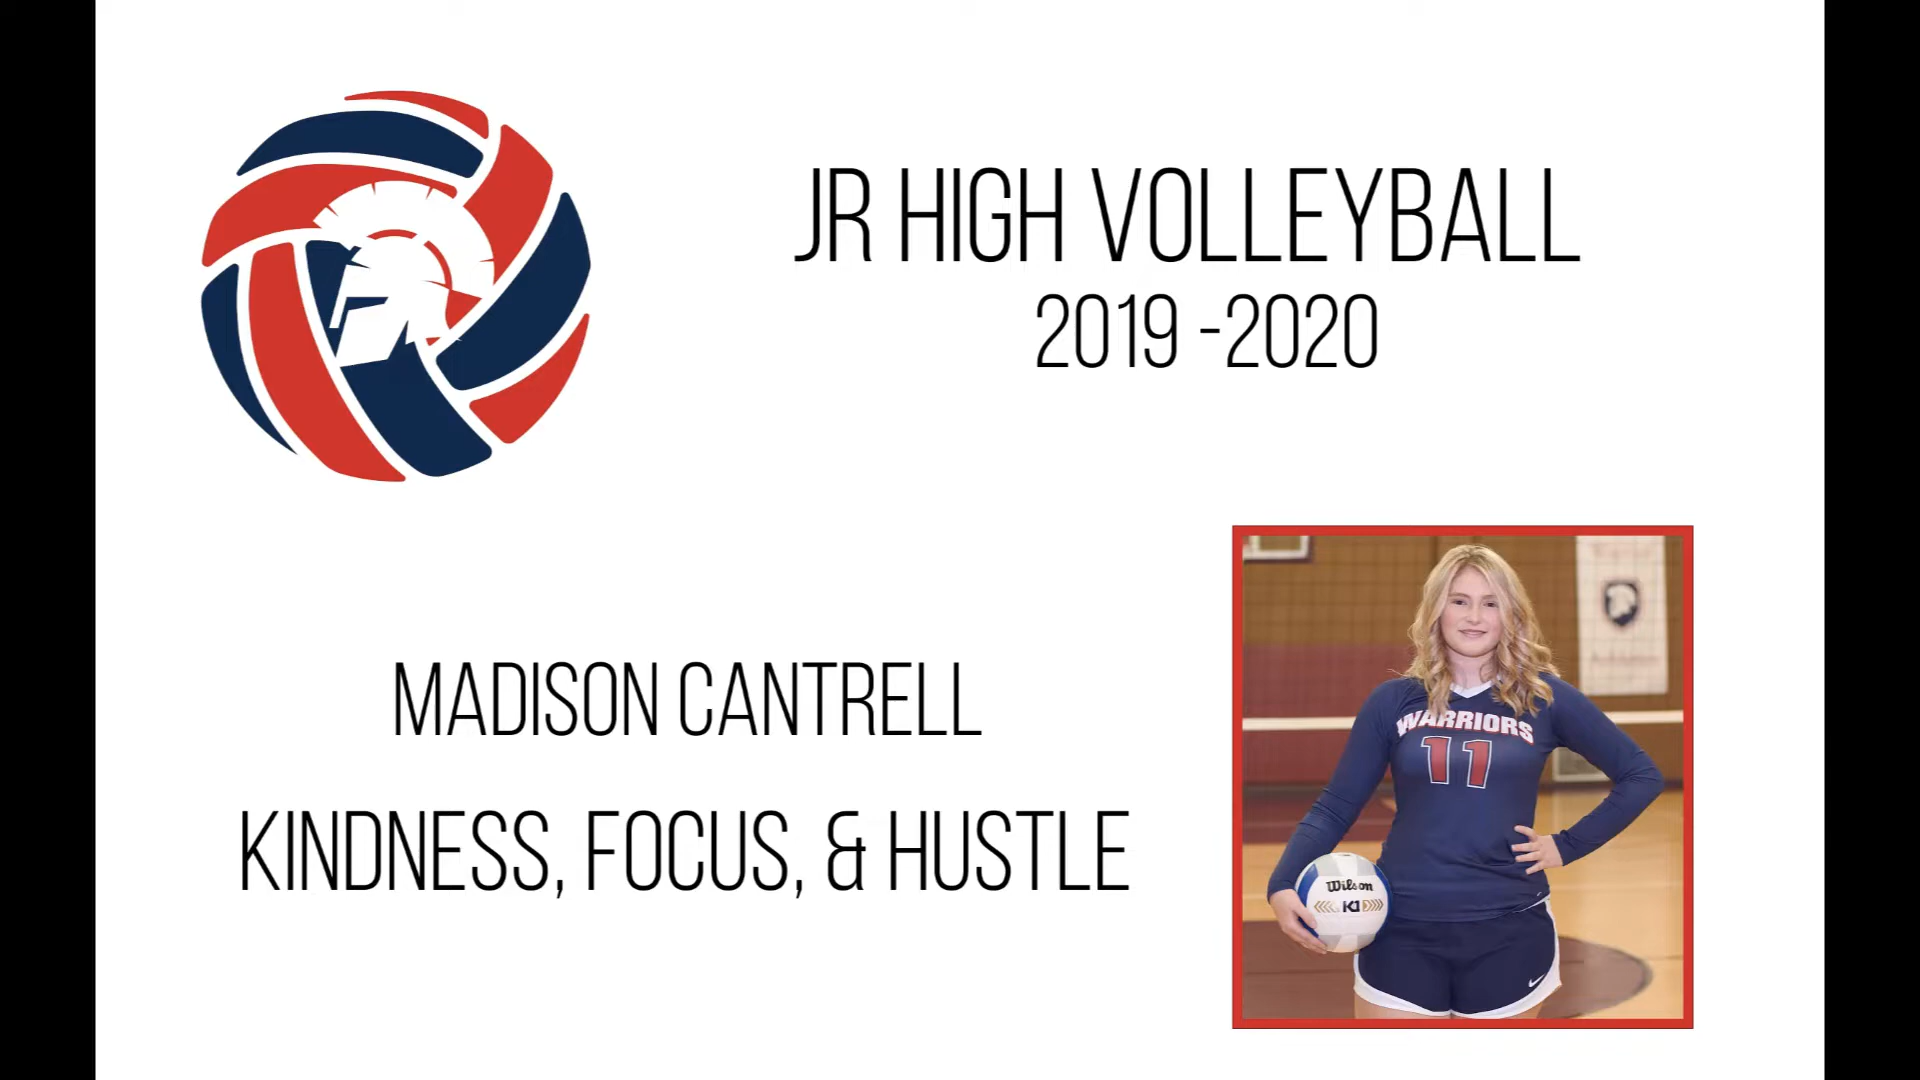 JR HIGH VOLLEYBALL
2019 -2020
MADISON CANTRELL
KINDNESS, FOCUS, & HUSTLE
WARRIORS
11
Wilson
K1